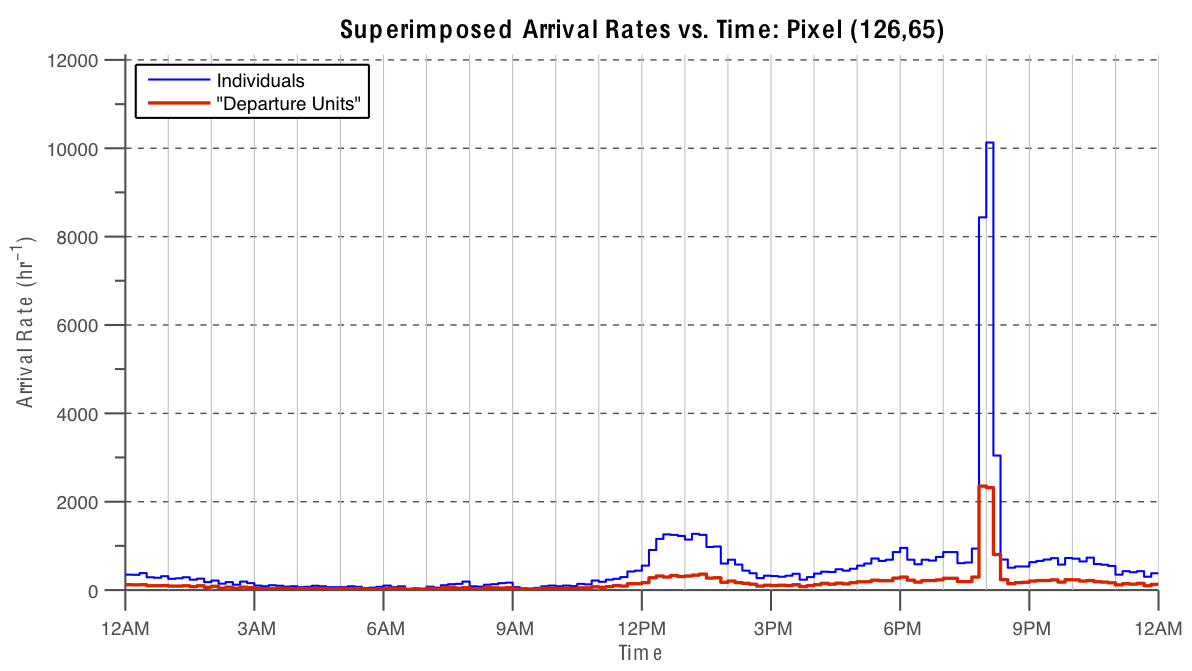 Superimposed Arrival Rates vs. Time: Pixel (126,65)
Individuals
"Departure Units"
Arrival Rate (hr⁻¹)
12000
10000
8000
6000
4000
2000
0
12AM 3AM 6AM 9AM 12PM 3PM 6PM 9PM 12AM
Time